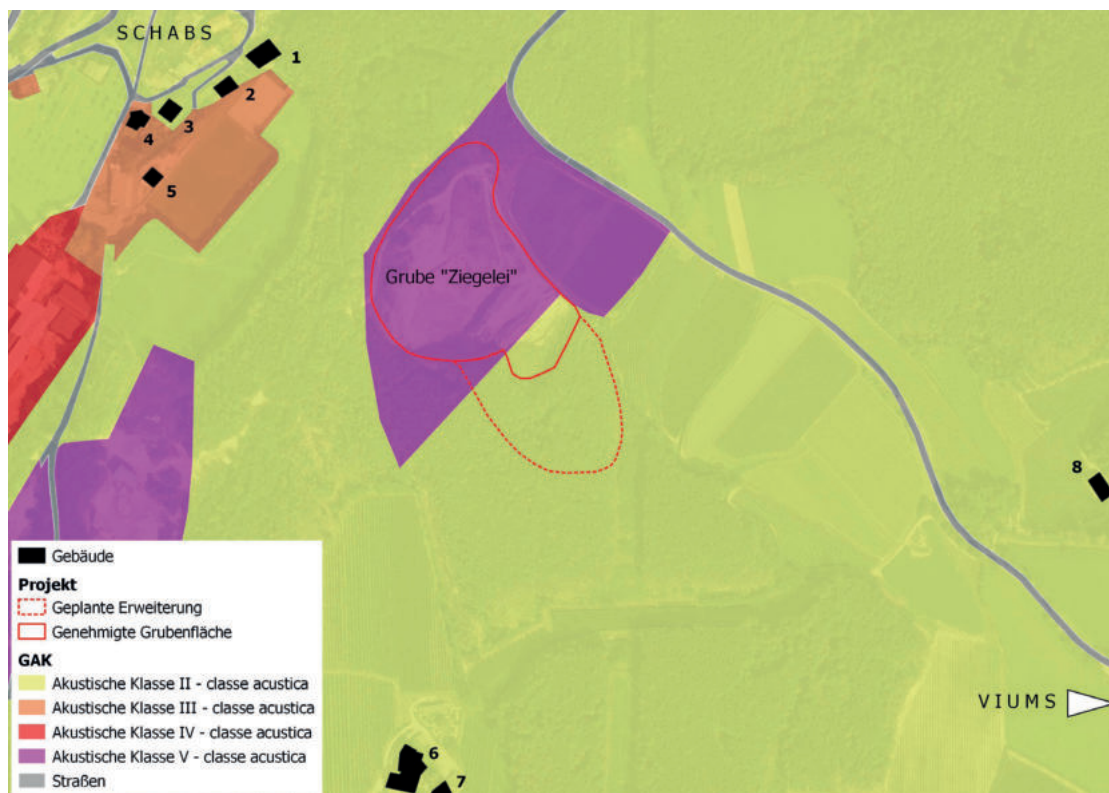 SCHABS
1
2
3
4
5
Grube "Ziegelei"
8
Gebäude
Projekt
Geplante Erweiterung
Genehmigte Grubenfläche
GAK
Akustische Klasse II - classe acustica
Akustische Klasse III - classe acustica
Akustische Klasse IV - classe acustica
Akustische Klasse V - classe acustica
Straßen
VIUMS
6
7